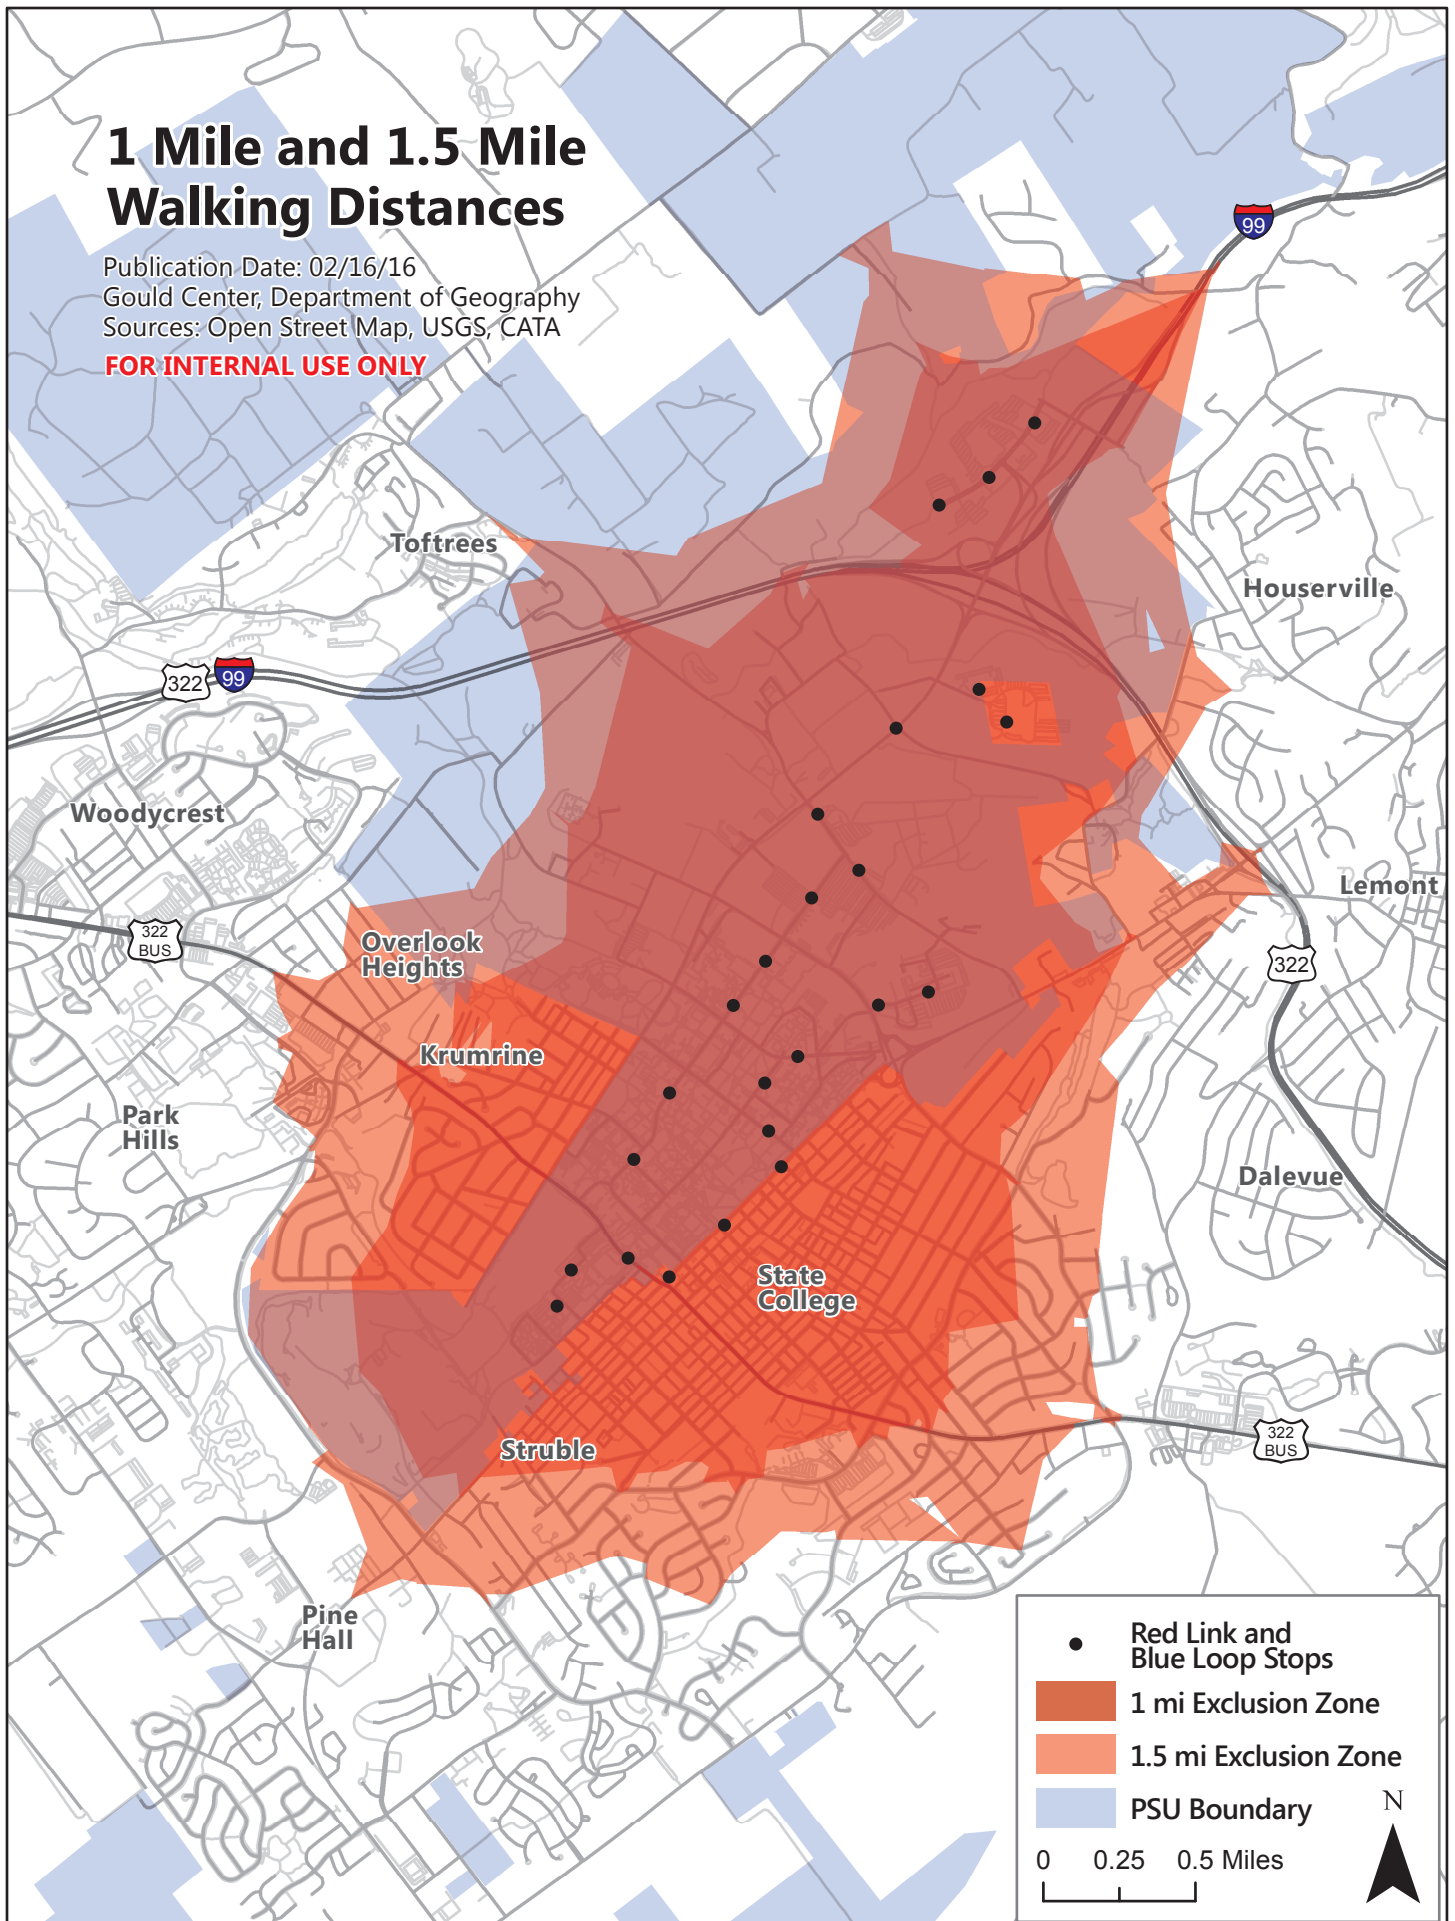 1 Mile and 1.5 Mile
Walking Distances
Publication Date: 02/16/16
Gould Center, Department of Geography
Sources: Open Street Map, USGS, CATA
FOR INTERNAL USE ONLY
99
Toftrees
Houserville
322
99
Woodycrest
Lemont
322
BUS
Overlook
Heights
322
Krumrine
Park
Hills
Dalevue
State
College
Struble
322
BUS
Pine
Hall
Red Link and
Blue Loop Stops
1 mi Exclusion Zone
1.5 mi Exclusion Zone
PSU Boundary
N
0 0.25 0.5 Miles